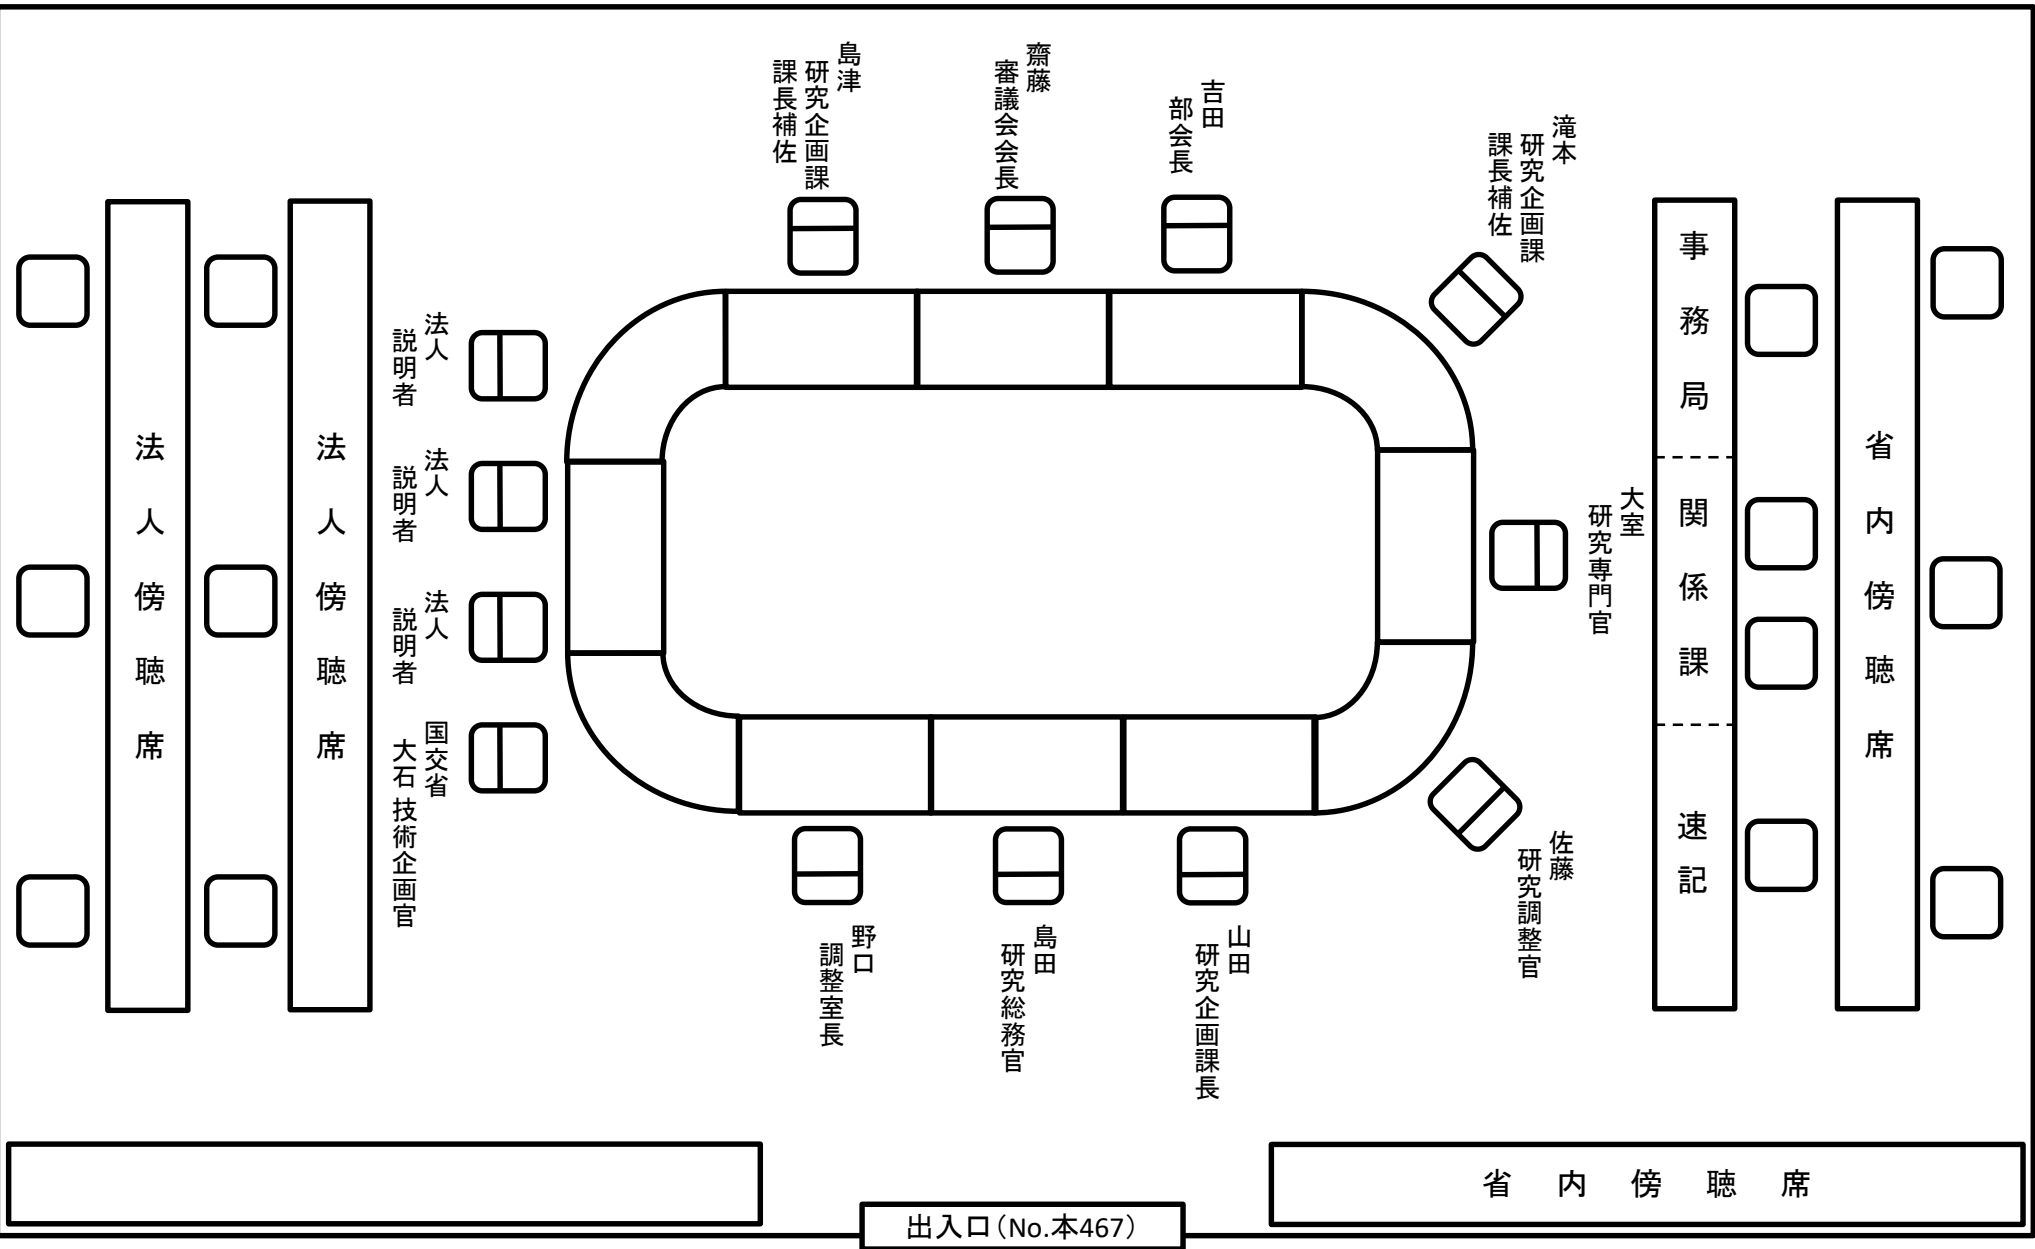 島津
研究企画課
課長補佐
齋藤
審議会会長
吉田
部会長
滝本
研究企画課
課長補佐
法人傍聴席
法人傍聴席
法人
説明者
法人
説明者
法人
説明者
国交省
大石 技術企画官
大室
研究専門官
事務局
関係課
速記
省内傍聴席
佐藤
研究調整官
野口
調整室長
島田
研究総務官
山田
研究企画課長
省内傍聴席
出入口(No.本467)